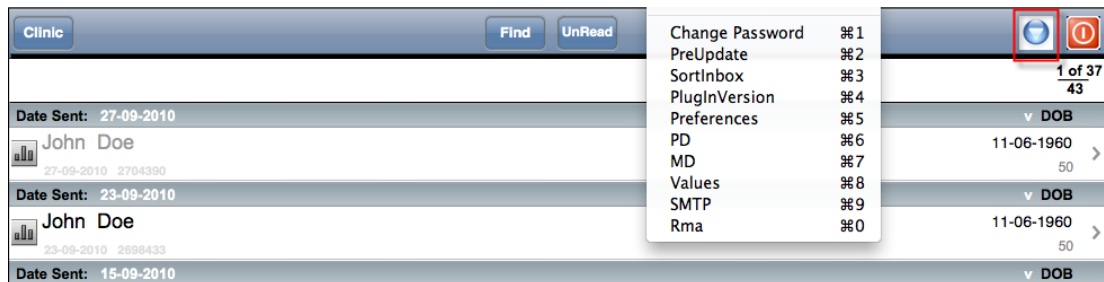 Clinic Find UnRead
Change Password ⌘1
PreUpdate ⌘2
SortInbox ⌘3
PlugInVersion ⌘4
Preferences ⌘5
PD ⌘6
MD ⌘7
Values ⌘8
SMTP ⌘9
Rma ⌘0
1 of 37
43
Date Sent: 27-09-2010 v DOB
John Doe 11-06-1960
27-09-2010 2704390 50
Date Sent: 23-09-2010 v DOB
John Doe 11-06-1960
23-09-2010 2698433 50
Date Sent: 15-09-2010 v DOB